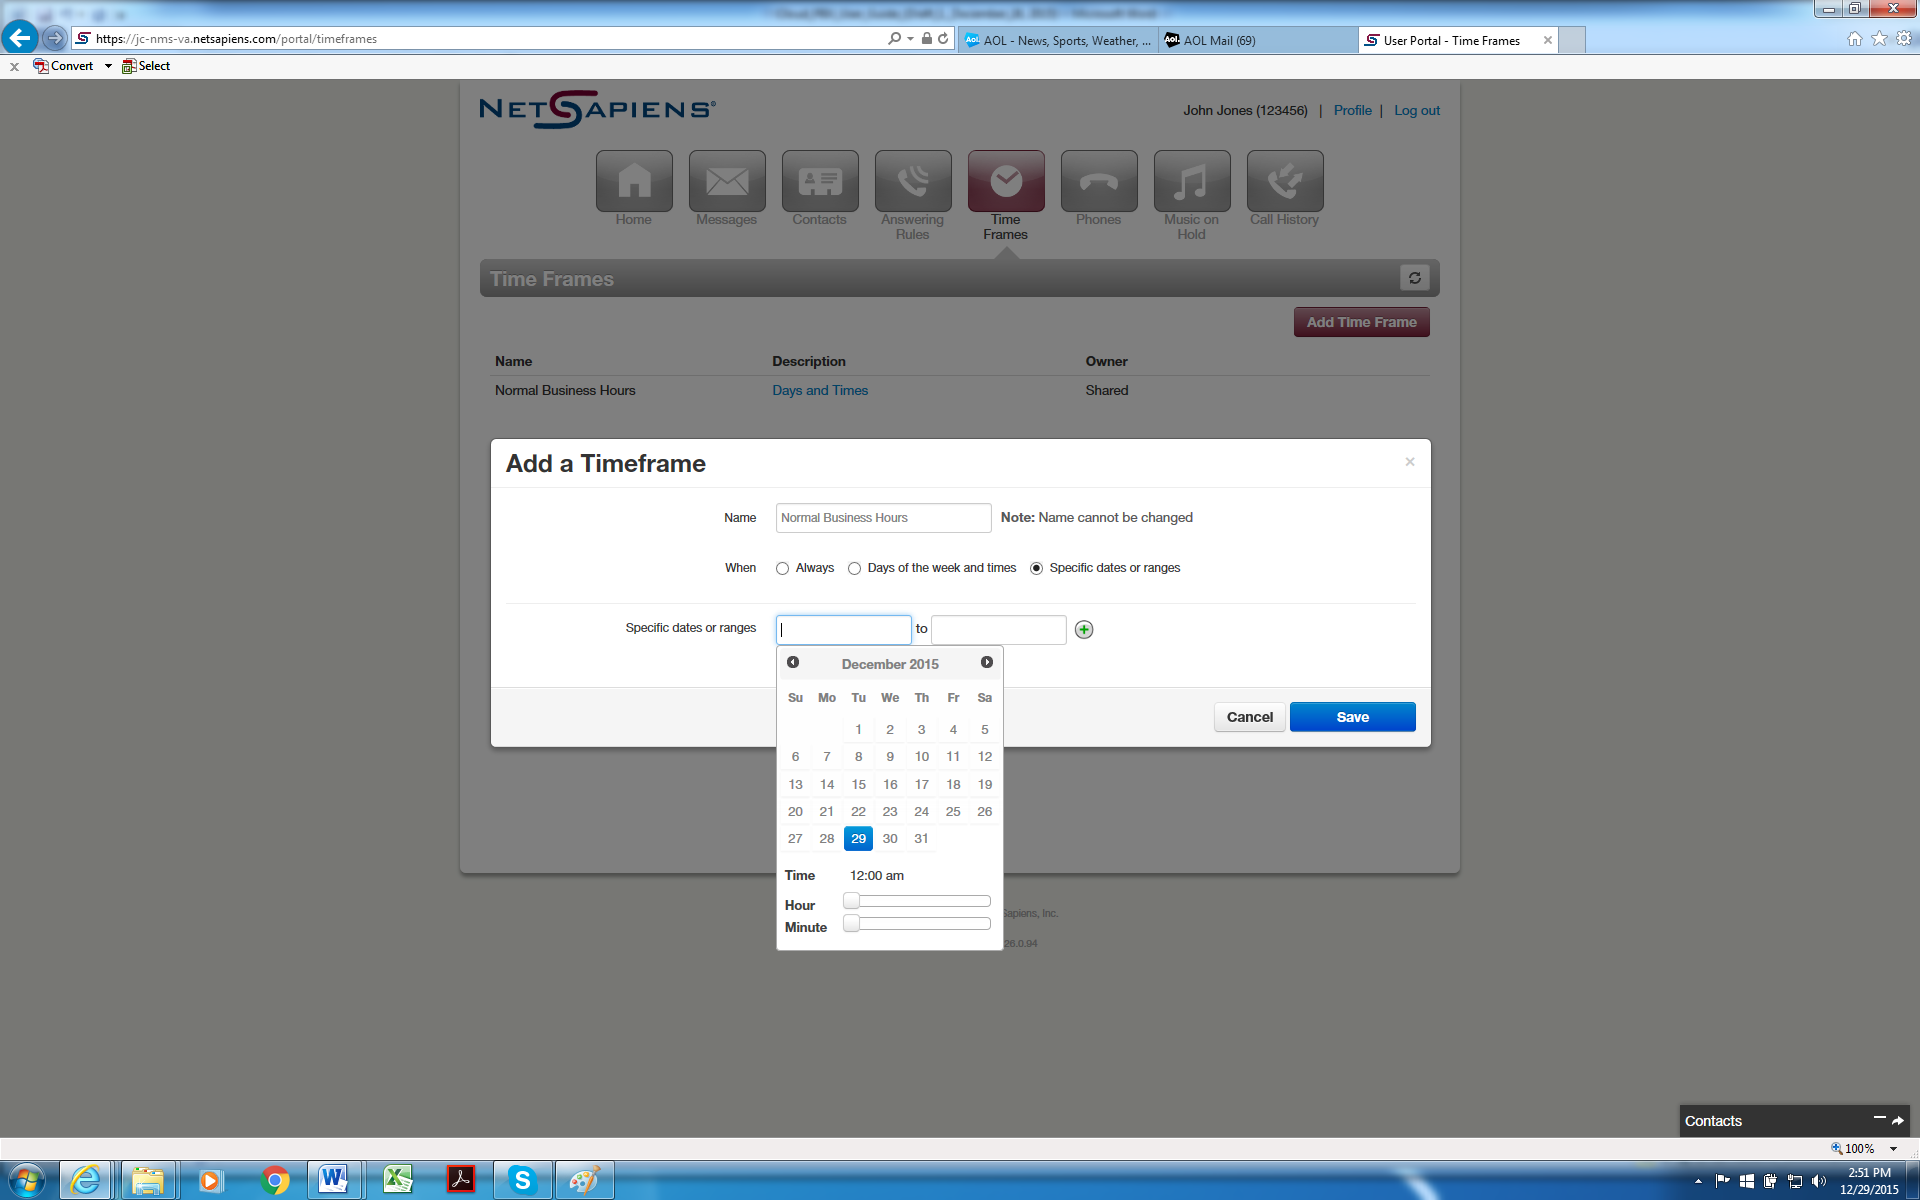 https://jc-nms-va.netsapiens.com/portal/timeframes
AOL - News, Sports, Weather, ...
AOL Mail (69)
User Portal - Time Frames
Convert
Select
NETSAPIENS®
John Jones (123456) | Profile | Log out
Home
Messages
Contacts
Answering Rules
Time Frames
Phones
Music on Hold
Call History
Time Frames
Add Time Frame
Name Description Owner
Normal Business Hours Days and Times Shared
Add a Timeframe
×
Name Normal Business Hours Note: Name cannot be changed
When Always Days of the week and times Specific dates or ranges
Specific dates or ranges to
December 2015
Su Mo Tu We Th Fr Sa
1 2 3 4 5
6 7 8 9 10 11 12
13 14 15 16 17 18 19
20 21 22 23 24 25 26
27 28 29 30 31
Time 12:00 am
Hour
Minute
Cancel Save
Sapiens, Inc.
26.0.94
Contacts
100%
2:51 PM
12/29/2015